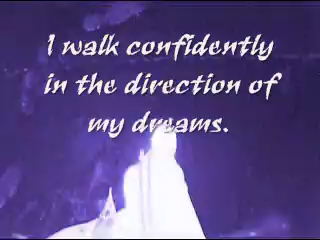 I walk confidently
in the direction of
my dreams.